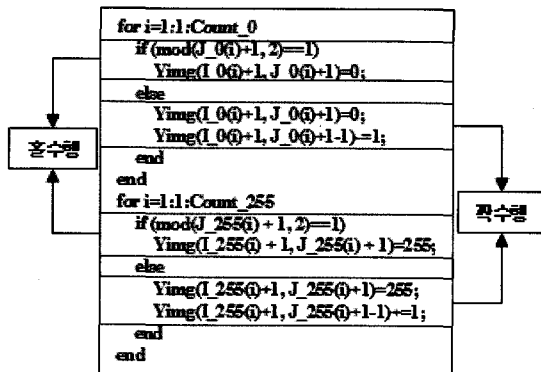 for i=1:1:Count_0
if (mod(J_0(i)+1, 2)==1)
Yimg(I_0(i)+1, J_0(i)+1)=0;
else
Yimg(I_0(i)+1, J_0(i)+1)=0;
Yimg(I_0(i)+1, J_0(i)+1-1)-=1;
end
end
for i=1:1:Count_255
if (mod(J_255(i) + 1, 2)==1)
Yimg(I_255(i) + 1, J_255(i) + 1)=255;
else
Yimg(I_255(i)+1, J_255(i)+1)=255;
Yimg(I_255(i)+1, J_255(i)+1-1)+=1;
end
end
홀수행
짝수행